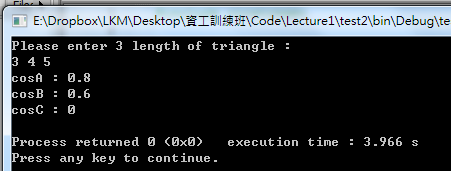 E:\Dropbox\LKM\Desktop\資工訓練班\Code\Lecture1\test2\bin\Debug\te
Please enter 3 length of triangle :
3 4 5
cosA : 0.8
cosB : 0.6
cosC : 0
Process returned 0 (0x0)   execution time : 3.966 s
Press any key to continue.